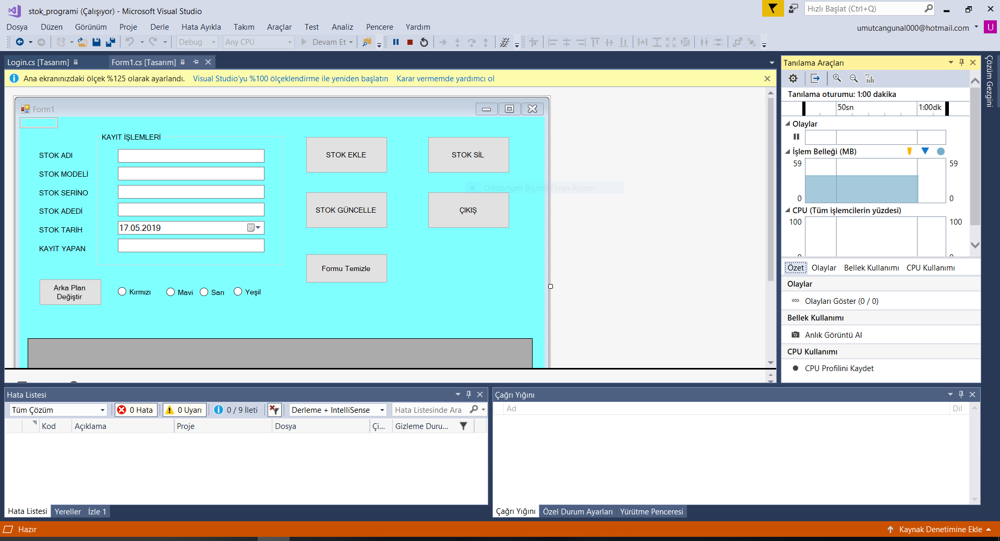 stok_programi (Çalışıyor) - Microsoft Visual Studio
Hızlı Başlat (Ctrl+Q)
Dosya Düzen Görünüm Proje Derle Hata Ayıkla Takım Araçlar Test Analiz Pencere Yardım
umutcangunal000@hotmail.com U
Debug Any CPU Devam Et
Login.cs [Tasarım] Form1.cs [Tasarım]
Ana ekranınızdaki ölçek %125 olarak ayarlandı. Visual Studio'yu %100 ölçeklendirme ile yeniden başlatın Karar vermemde yardımcı ol
Form1
KAYIT İŞLEMLERİ
STOK ADI
STOK MODELİ
STOK SERİNO
STOK ADEDİ
STOK TARİH
17.05.2019
KAYIT YAPAN
STOK EKLE
STOK SİL
Dikdörtgen Biçimli Ekran Alıntısı
STOK GÜNCELLE
ÇIKIŞ
Formu Temizle
Arka Plan
Değiştir
Kırmızı Mavi Sarı Yeşil
Tanılama Araçları
Tanılama oturumu: 1:00 dakika
50sn 1:00dk
Olaylar
İşlem Belleği (MB)
59 59
0 0
CPU (Tüm işlemcilerin yüzdesi)
100 100
0 0
Özet Olaylar Bellek Kullanımı CPU Kullanımı
Olaylar
Olayları Göster (0 / 0)
Bellek Kullanımı
Anlık Görüntü Al
CPU Kullanımı
CPU Profilini Kaydet
Çözüm Gezgini
Hata Listesi
Tüm Çözüm 0 Hata 0 Uyarı 0 / 9 İleti Derleme + IntelliSense Hata Listesinde Ara
Kod Açıklama Proje Dosya Çi... Gizleme Duru...
Hata Listesi Yereller İzle 1
Çağrı Yığını
Ad Dil
Çağrı Yığını Özel Durum Ayarları Yürütme Penceresi
Hazır
Kaynak Denetimine Ekle